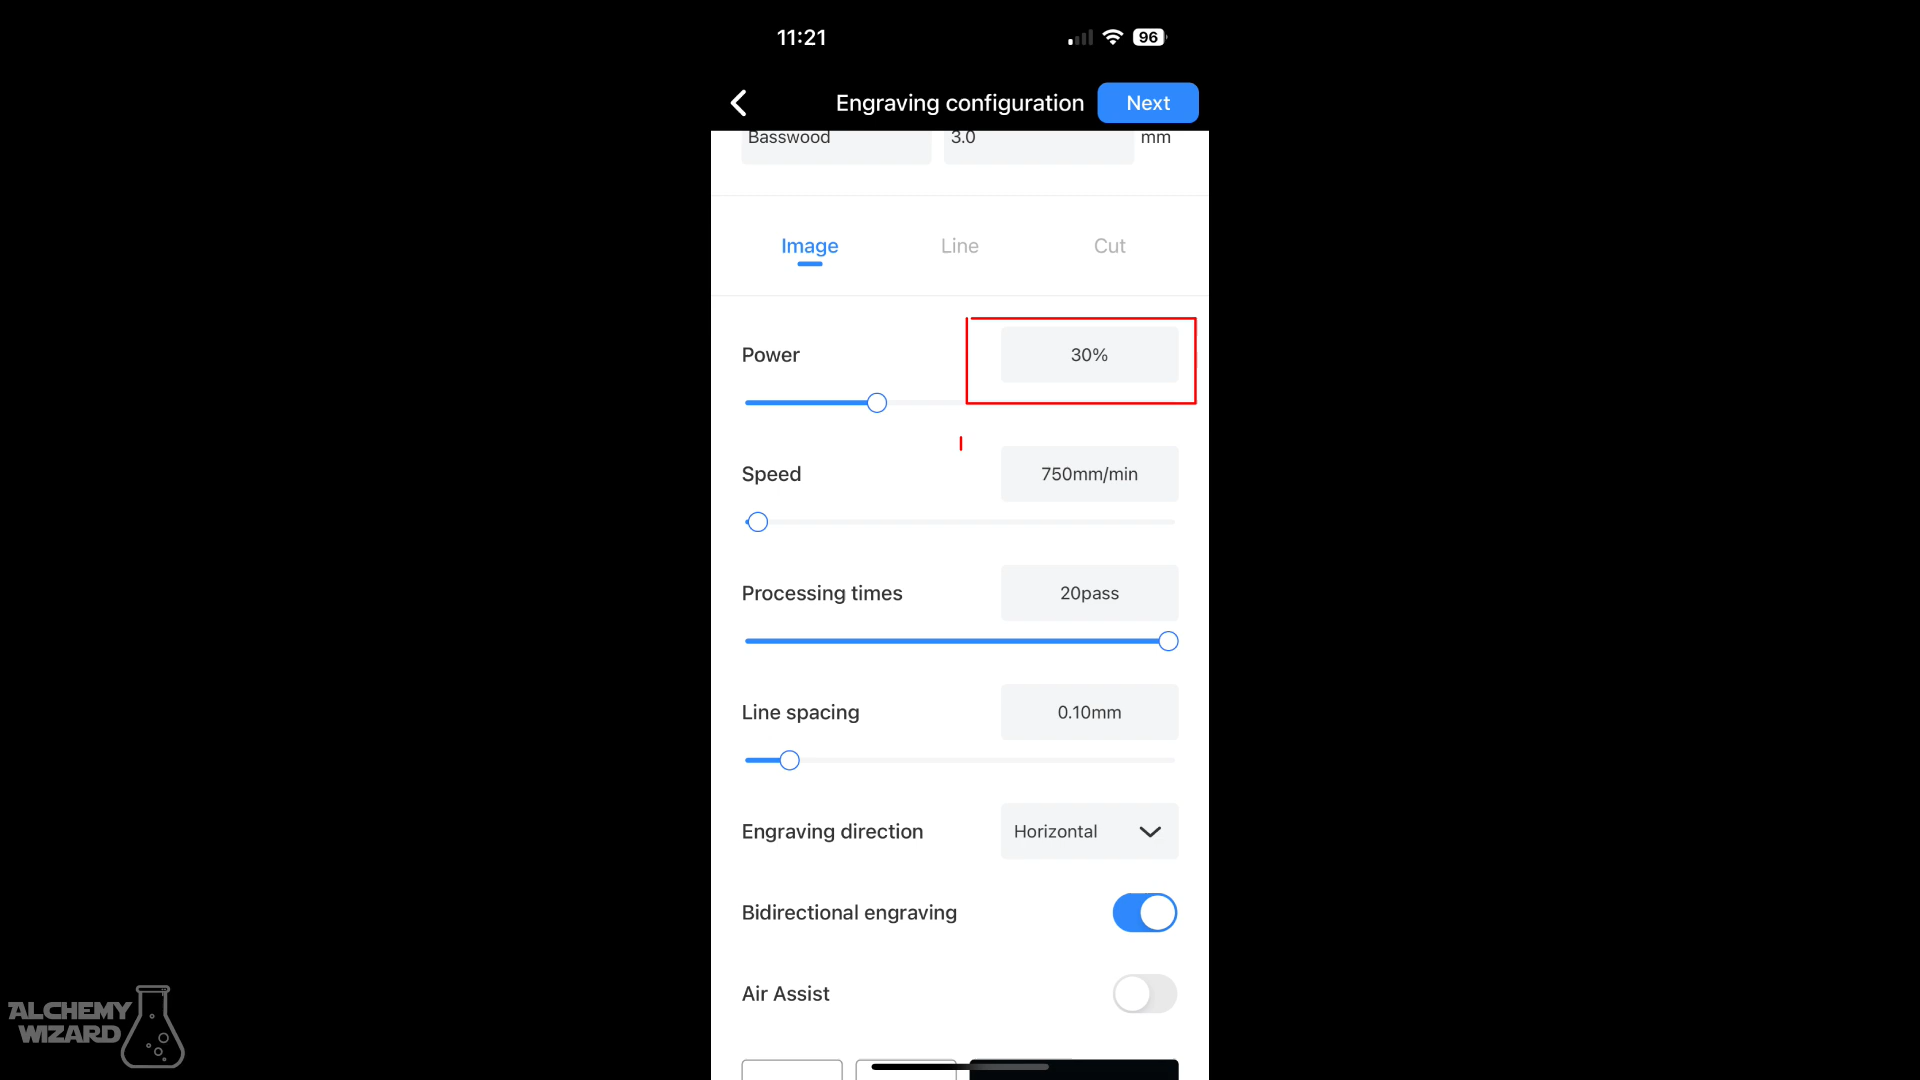 11:21
96
Engraving configuration
Next
Basswood
3.0
mm
Image
Line
Cut
Power
30%
Speed
750mm/min
Processing times
20pass
Line spacing
0.10mm
Engraving direction
Horizontal
Bidirectional engraving
Air Assist
ALCHEMY
WIZARD